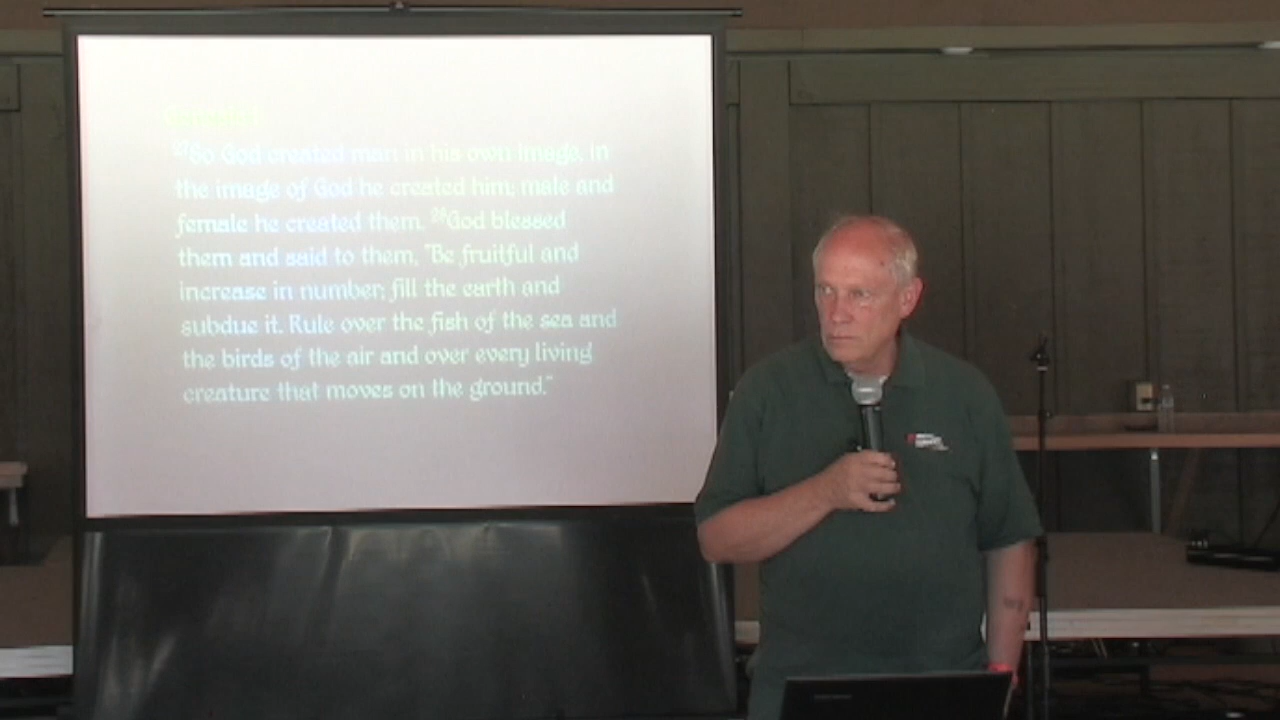 ²⁷So God created man in his own image, in
the image of God he created him; male and
female he created them. ²⁸God blessed
them and said to them, "Be fruitful and
increase in number; fill the earth and
subdue it. Rule over the fish of the sea and
the birds of the air and over every living
creature that moves on the ground."